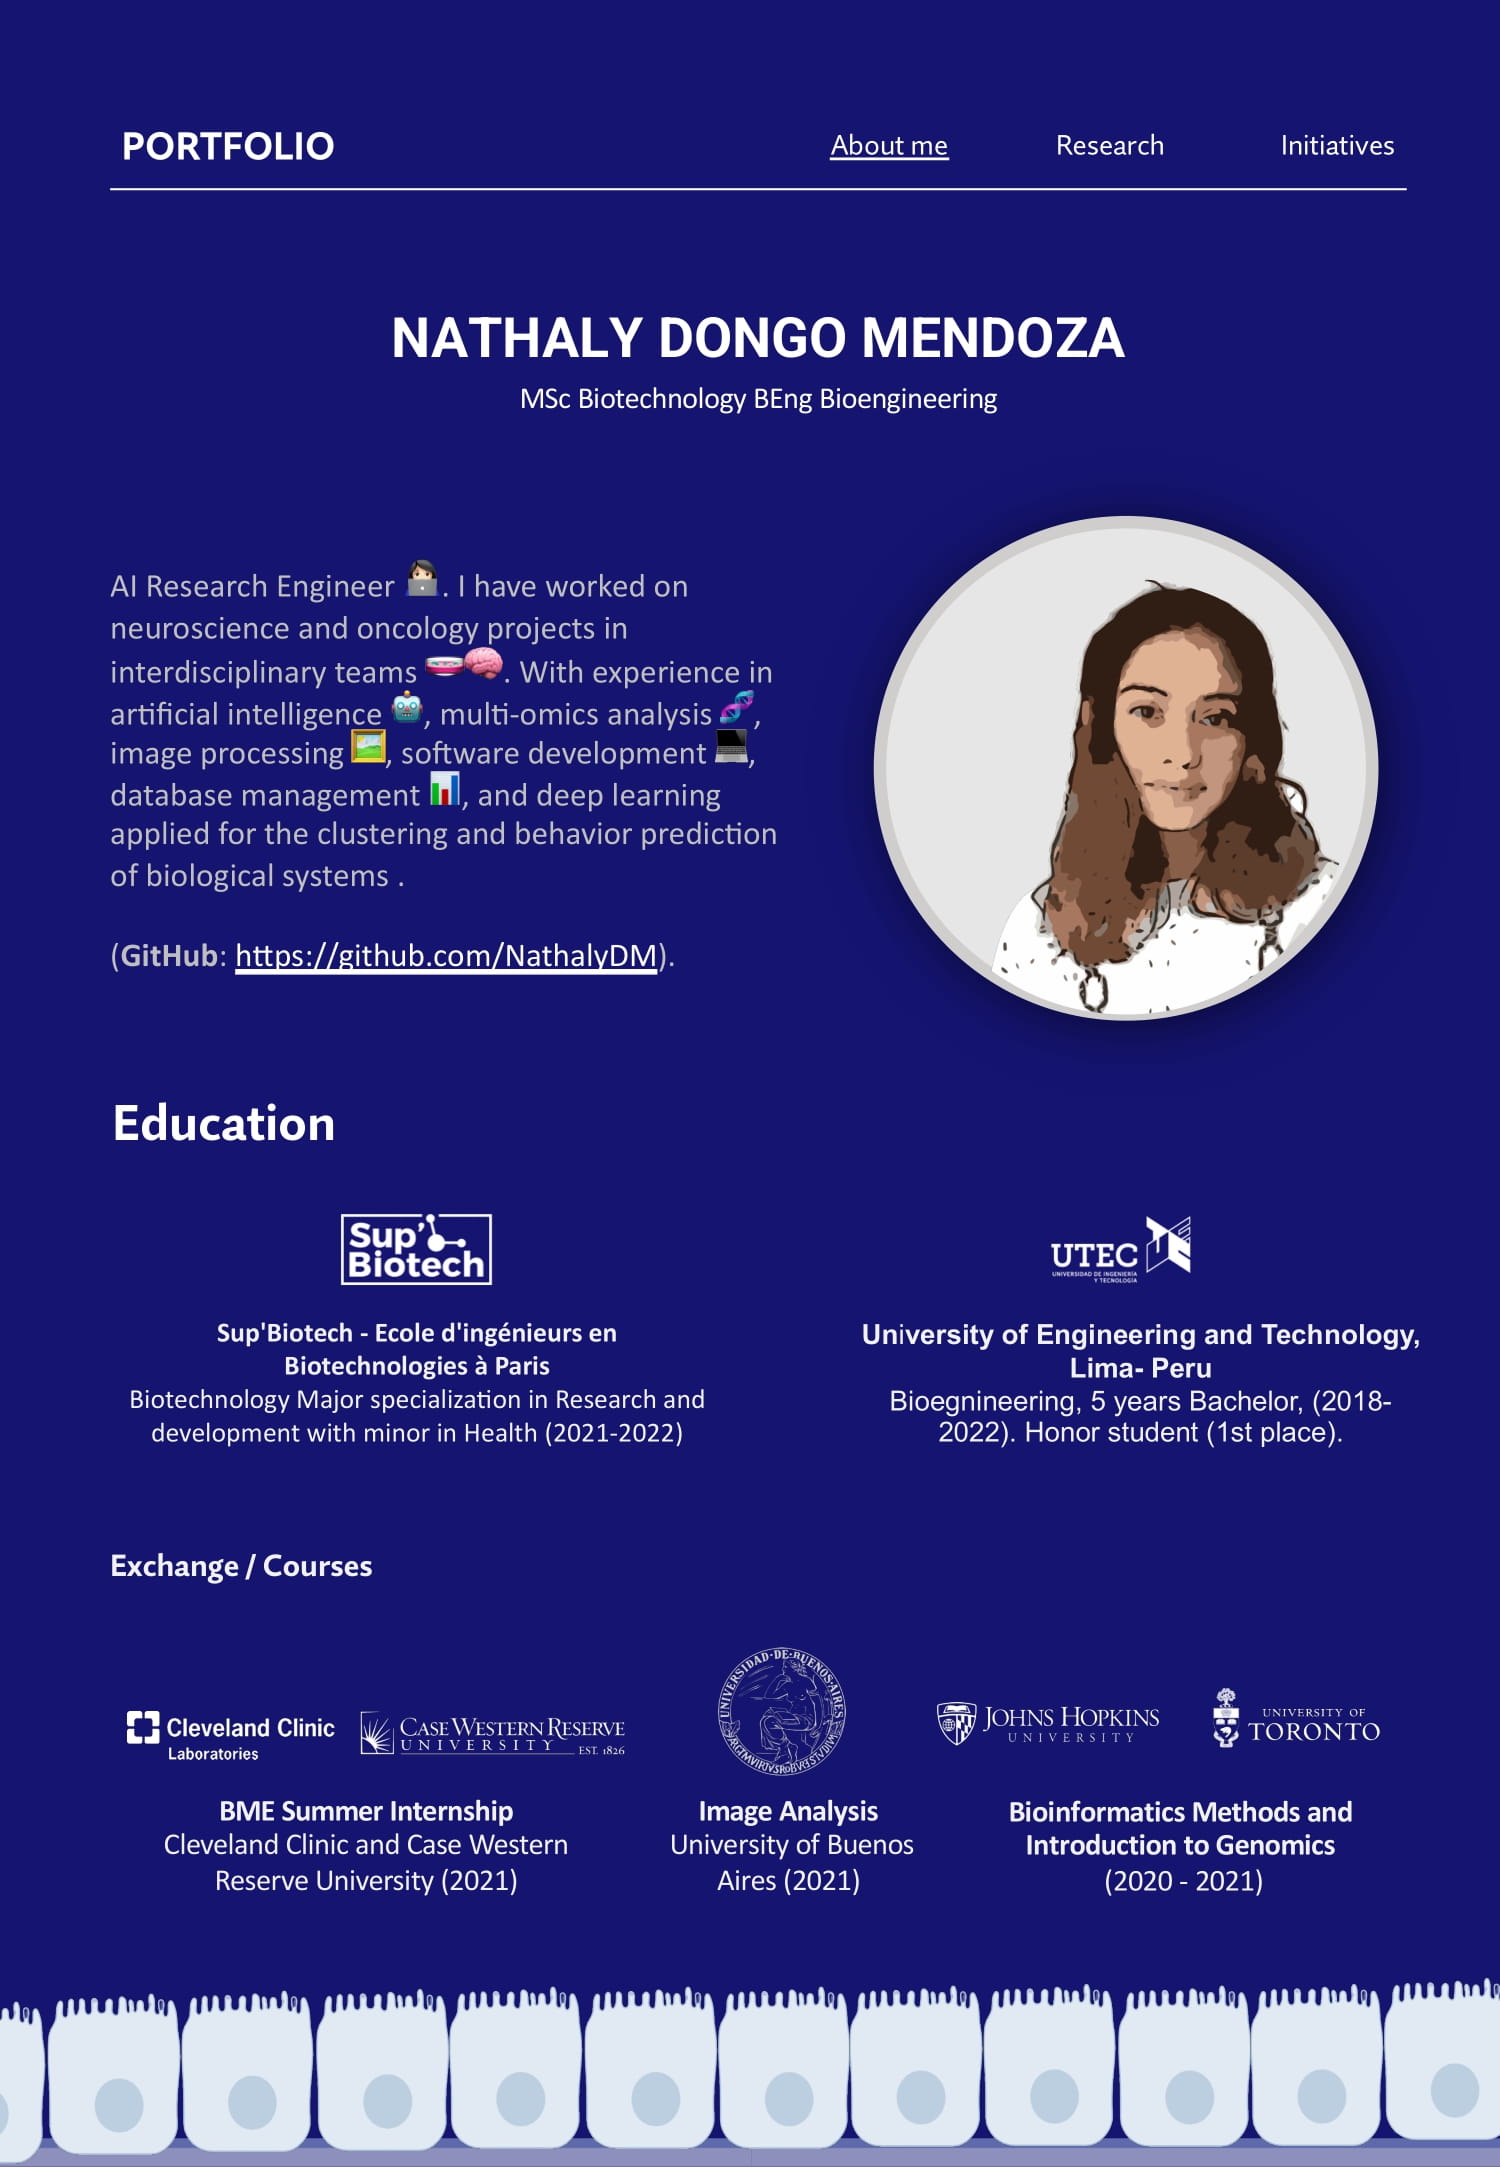 PORTFOLIO
About me
Research
Initiatives
NATHALY DONGO MENDOZA
MSc Biotechnology BEng Bioengineering
AI Research Engineer 👩🏻‍💻. I have worked on
neuroscience and oncology projects in
interdisciplinary teams 🧫🧠. With experience in
artificial intelligence 🤖, multi-omics analysis 🧬,
image processing 🖼️, software development 💻,
database management 📊, and deep learning
applied for the clustering and behavior prediction
of biological systems .
(GitHub: https://github.com/NathalyDM).
Education
Sup'
Biotech
UTEC
UNIVERSIDAD DE INGENIERÍA
Y TECNOLOGÍA
Sup'Biotech - Ecole d'ingénieurs en
Biotechnologies à Paris
Biotechnology Major specialization in Research and
development with minor in Health (2021-2022)
University of Engineering and Technology,
Lima- Peru
Bioegnineering, 5 years Bachelor, (2018-
2022). Honor student (1st place).
Exchange / Courses
Cleveland Clinic
Laboratories
CASE WESTERN RESERVE
UNIVERSITY
EST. 1826
UNIVERSIDAD·DE·BUENOS·AIRES
JOHNS HOPKINS
UNIVERSITY
UNIVERSITY OF
TORONTO
BME Summer Internship
Cleveland Clinic and Case Western
Reserve University (2021)
Image Analysis
University of Buenos
Aires (2021)
Bioinformatics Methods and
Introduction to Genomics
(2020 - 2021)